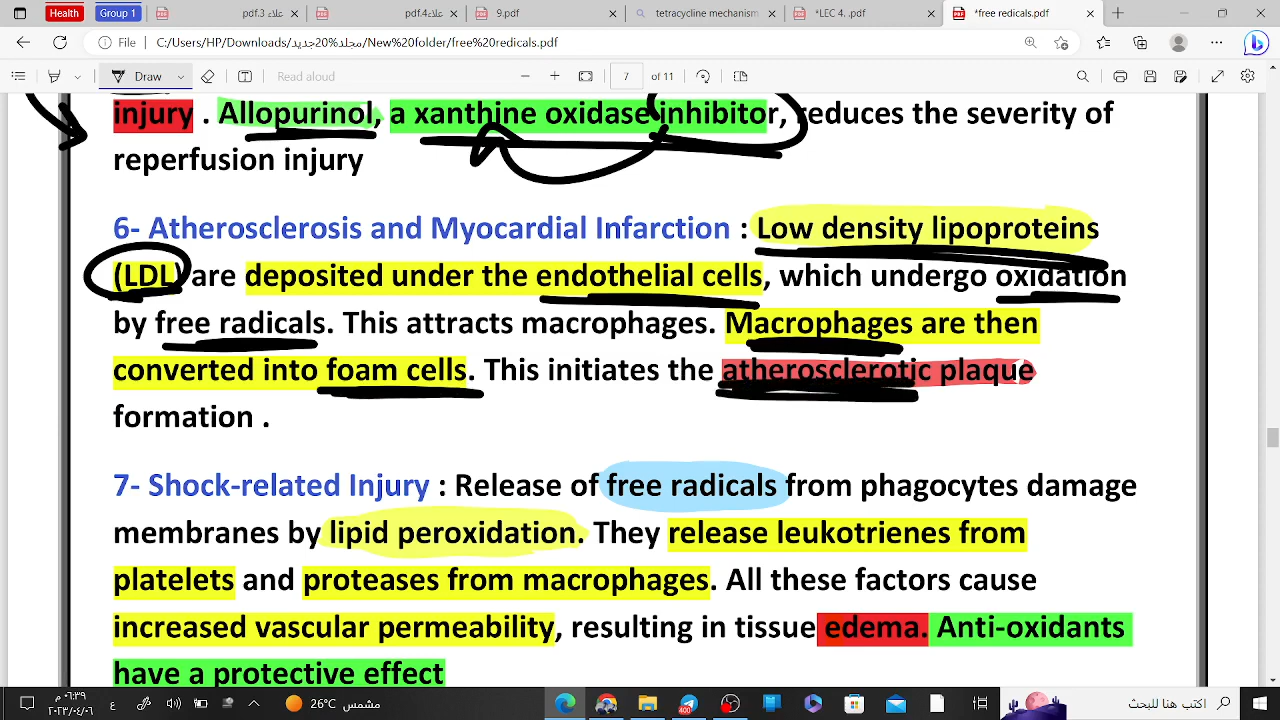 Health
Group 1
علاء 3.pdf
علاء4.pdf
9.pdf
tetracycline mechanism
LEC 4. .pdf
*free redicals.pdf
File
C:/Users/HP/Downloads/مجلد%20جديد/New%20folder/free%20redicals.pdf
Draw
Read aloud
7
of 11
injury . Allopurinol, a xanthine oxidase inhibitor, reduces the severity of
reperfusion injury
6- Atherosclerosis and Myocardial Infarction : Low density lipoproteins
(LDL) are deposited under the endothelial cells, which undergo oxidation
by free radicals. This attracts macrophages. Macrophages are then
converted into foam cells. This initiates the atherosclerotic plaque
formation .
7- Shock-related Injury : Release of free radicals from phagocytes damage
membranes by lipid peroxidation. They release leukotrienes from
platelets and proteases from macrophages. All these factors cause
increased vascular permeability, resulting in tissue edema. Anti-oxidants
have a protective effect
26°C مشمس
400
اكتب هنا للبحث